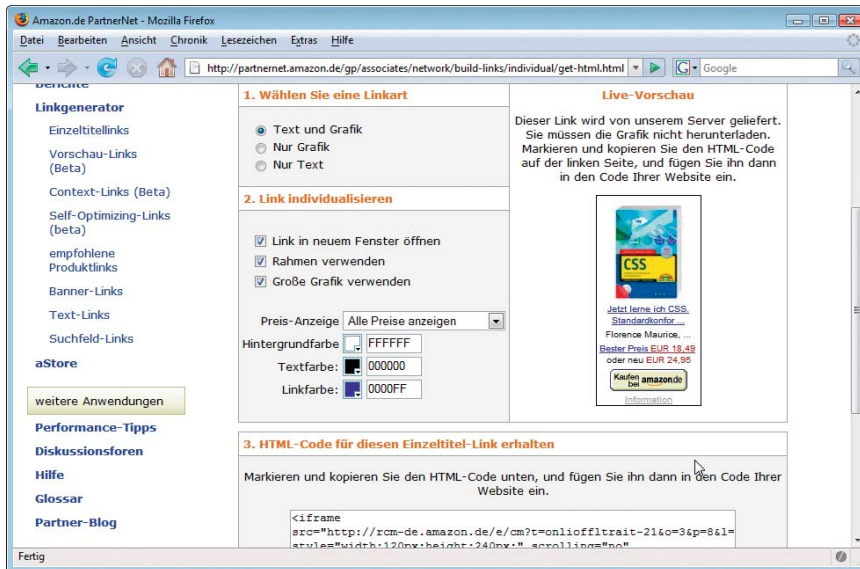 Amazon.de PartnerNet - Mozilla Firefox
Datei Bearbeiten Ansicht Chronik Lesezeichen Extras Hilfe
http://partnernet.amazon.de/gp/associates/network/build-links/individual/get-html.html
G Google
Berichte
Linkgenerator
Einzeltitellinks
Vorschau-Links
(Beta)
Context-Links (Beta)
Self-Optimizing-Links
(beta)
empfohlene
Produktlinks
Banner-Links
Text-Links
Suchfeld-Links
aStore
weitere Anwendungen
Performance-Tipps
Diskussionsforen
Hilfe
Glossar
Partner-Blog
1. Wählen Sie eine Linkart
Text und Grafik
Nur Grafik
Nur Text
2. Link individualisieren
Link in neuem Fenster öffnen
Rahmen verwenden
Große Grafik verwenden
Preis-Anzeige Alle Preise anzeigen
Hintergrundfarbe FFFFFF
Textfarbe: 000000
Linkfarbe: 0000FF
Live-Vorschau
Dieser Link wird von unserem Server geliefert.
Sie müssen die Grafik nicht herunterladen.
Markieren und kopieren Sie den HTML-Code
auf der linken Seite, und fügen Sie ihn dann
in den Code Ihrer Website ein.
CSS
Jetzt lerne ich CSS.
Standardkonfor ...
Florence Maurice, ...
Bester Preis EUR 18,49
oder neu EUR 24,95
Kaufen
bei amazon.de
Information
3. HTML-Code für diesen Einzeltitel-Link erhalten
Markieren und kopieren Sie den HTML-Code unten, und fügen Sie ihn dann in den Code Ihrer
Website ein.
<iframe
src="http://rcm-de.amazon.de/e/cm?t=onlioffltrait-21&o=3&p=8&l=
style="width:120px;height:240px;" scrolling="no"
Fertig